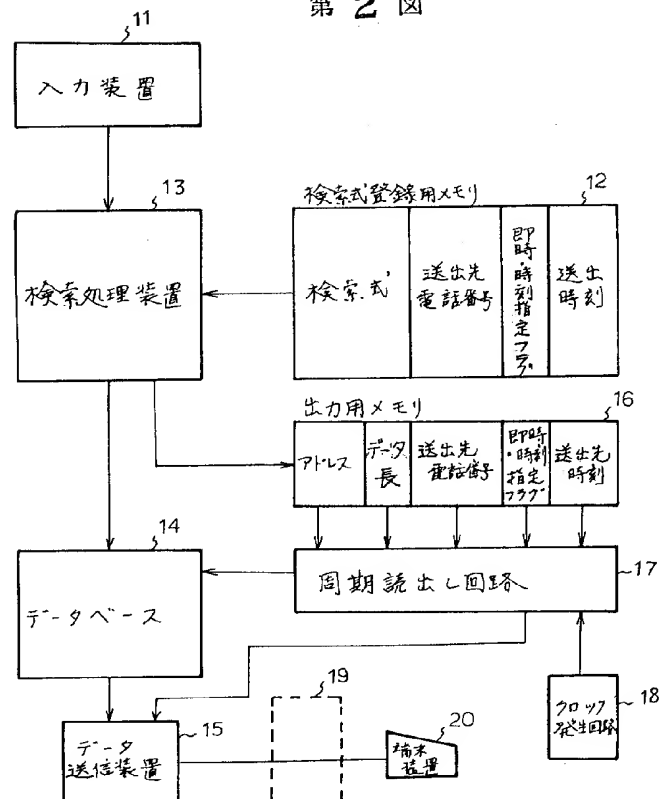 第2図
11
入力装置
13
検索式登録用メモリ
12
検索処理装置
検索式
送出先
電話番号
即時・時刻指定フラグ
送出
時刻
出力用メモリ
16
アドレス
データ
長
送出先
電話番号
即時
・時刻
指定
フラグ
送出先
時刻
14
データベース
周期読出し回路
17
19
15
データ
送信装置
20
端末
装置
クロック
発生回路
18